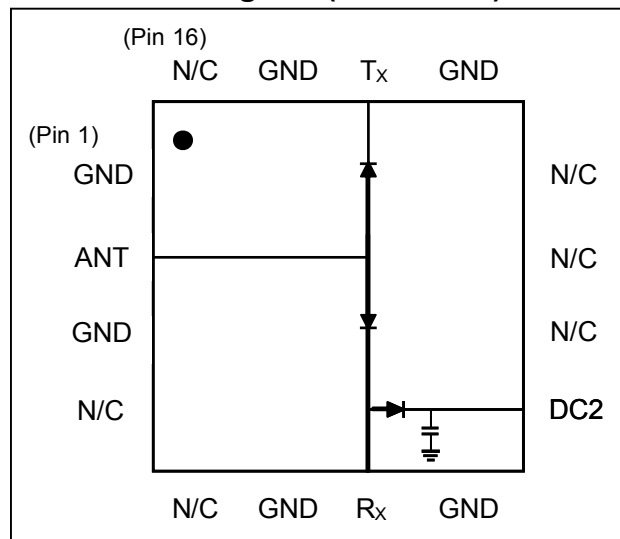 (Pin 16)
N/C GND TX GND
(Pin 1)
GND N/C
ANT N/C
GND N/C
N/C DC2
N/C GND RX GND